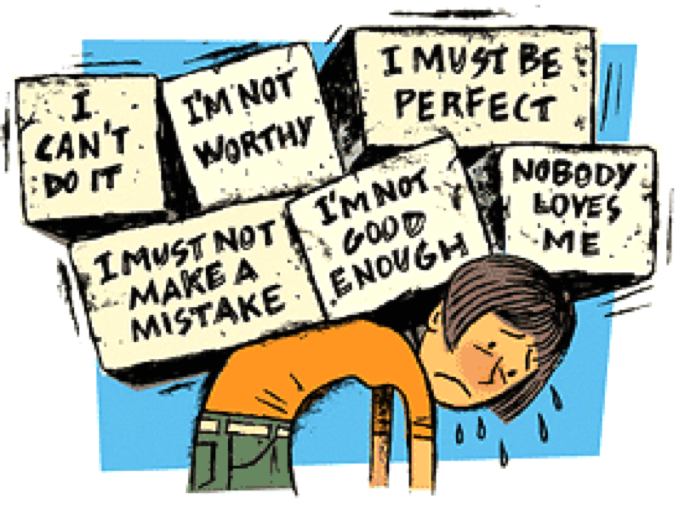 I
CAN'T
DO IT
I'M NOT
WORTHY
I MUST BE
PERFECT
I MUST NOT
MAKE A
MISTAKE
I'M NOT
GOOD
ENOUGH
NOBODY
LOVES
ME